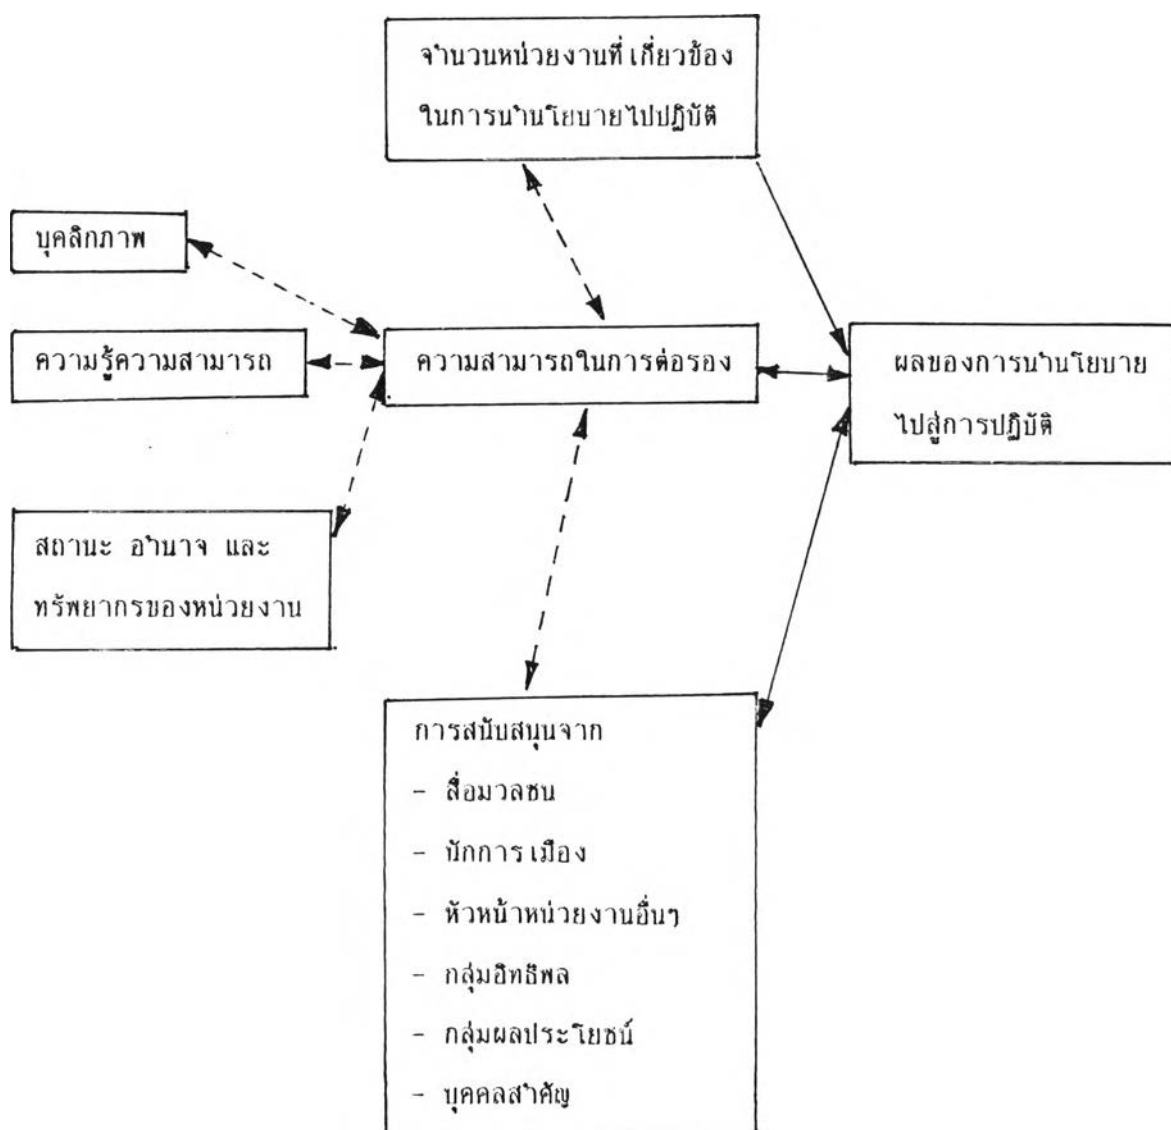 จำนวนหน่วยงานที่เกี่ยวข้อง
ในการนำนโยบายไปปฏิบัติ
บุคลิกภาพ
ความรู้ความสามารถ
ความสามารถในการต่อรอง
ผลของการนำนโยบาย
ไปสู่การปฏิบัติ
สถานะ อำนาจ และ
ทรัพยากรของหน่วยงาน
การสนับสนุนจาก
- สื่อมวลชน
- นักการเมือง
- หัวหน้าหน่วยงานอื่นๆ
- กลุ่มอิทธิพล
- กลุ่มผลประโยชน์
- บุคคลสำคัญ